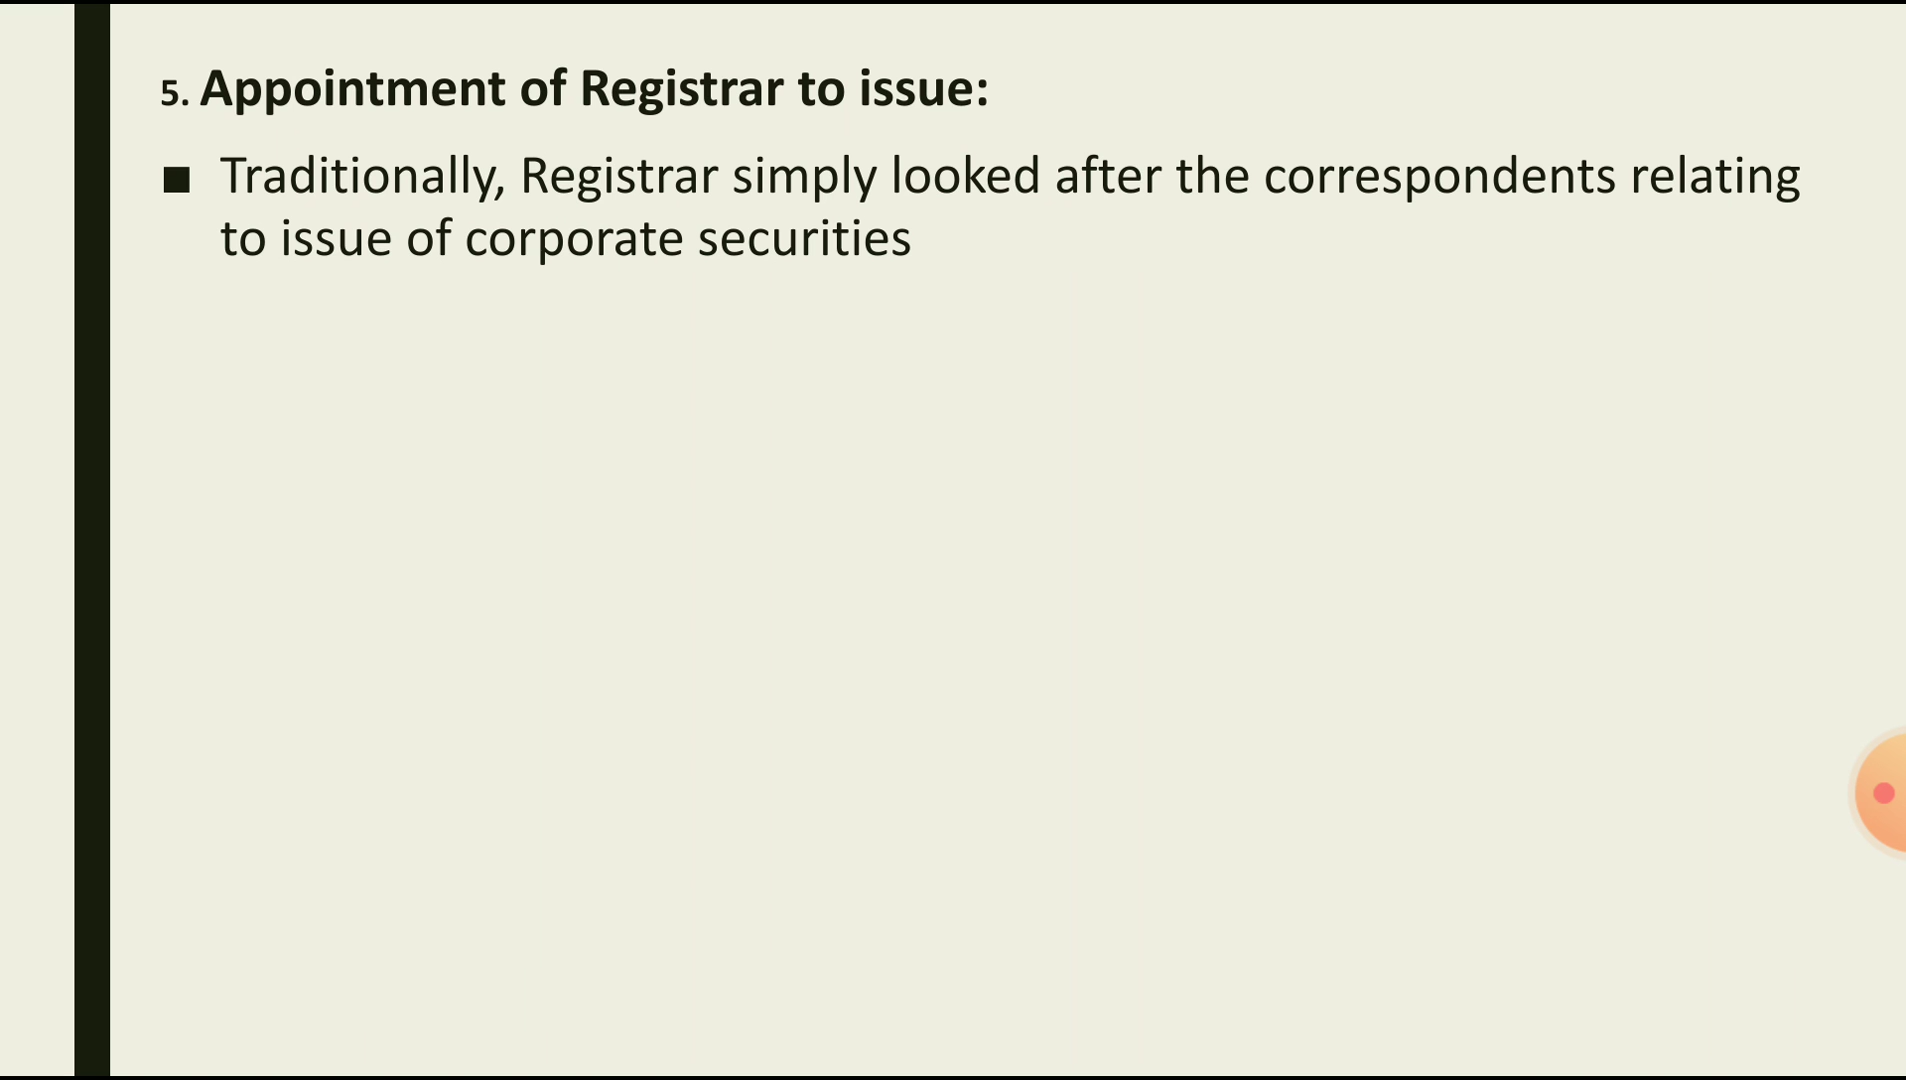 5. Appointment of Registrar to issue:
■ Traditionally, Registrar simply looked after the correspondents relating
to issue of corporate securities